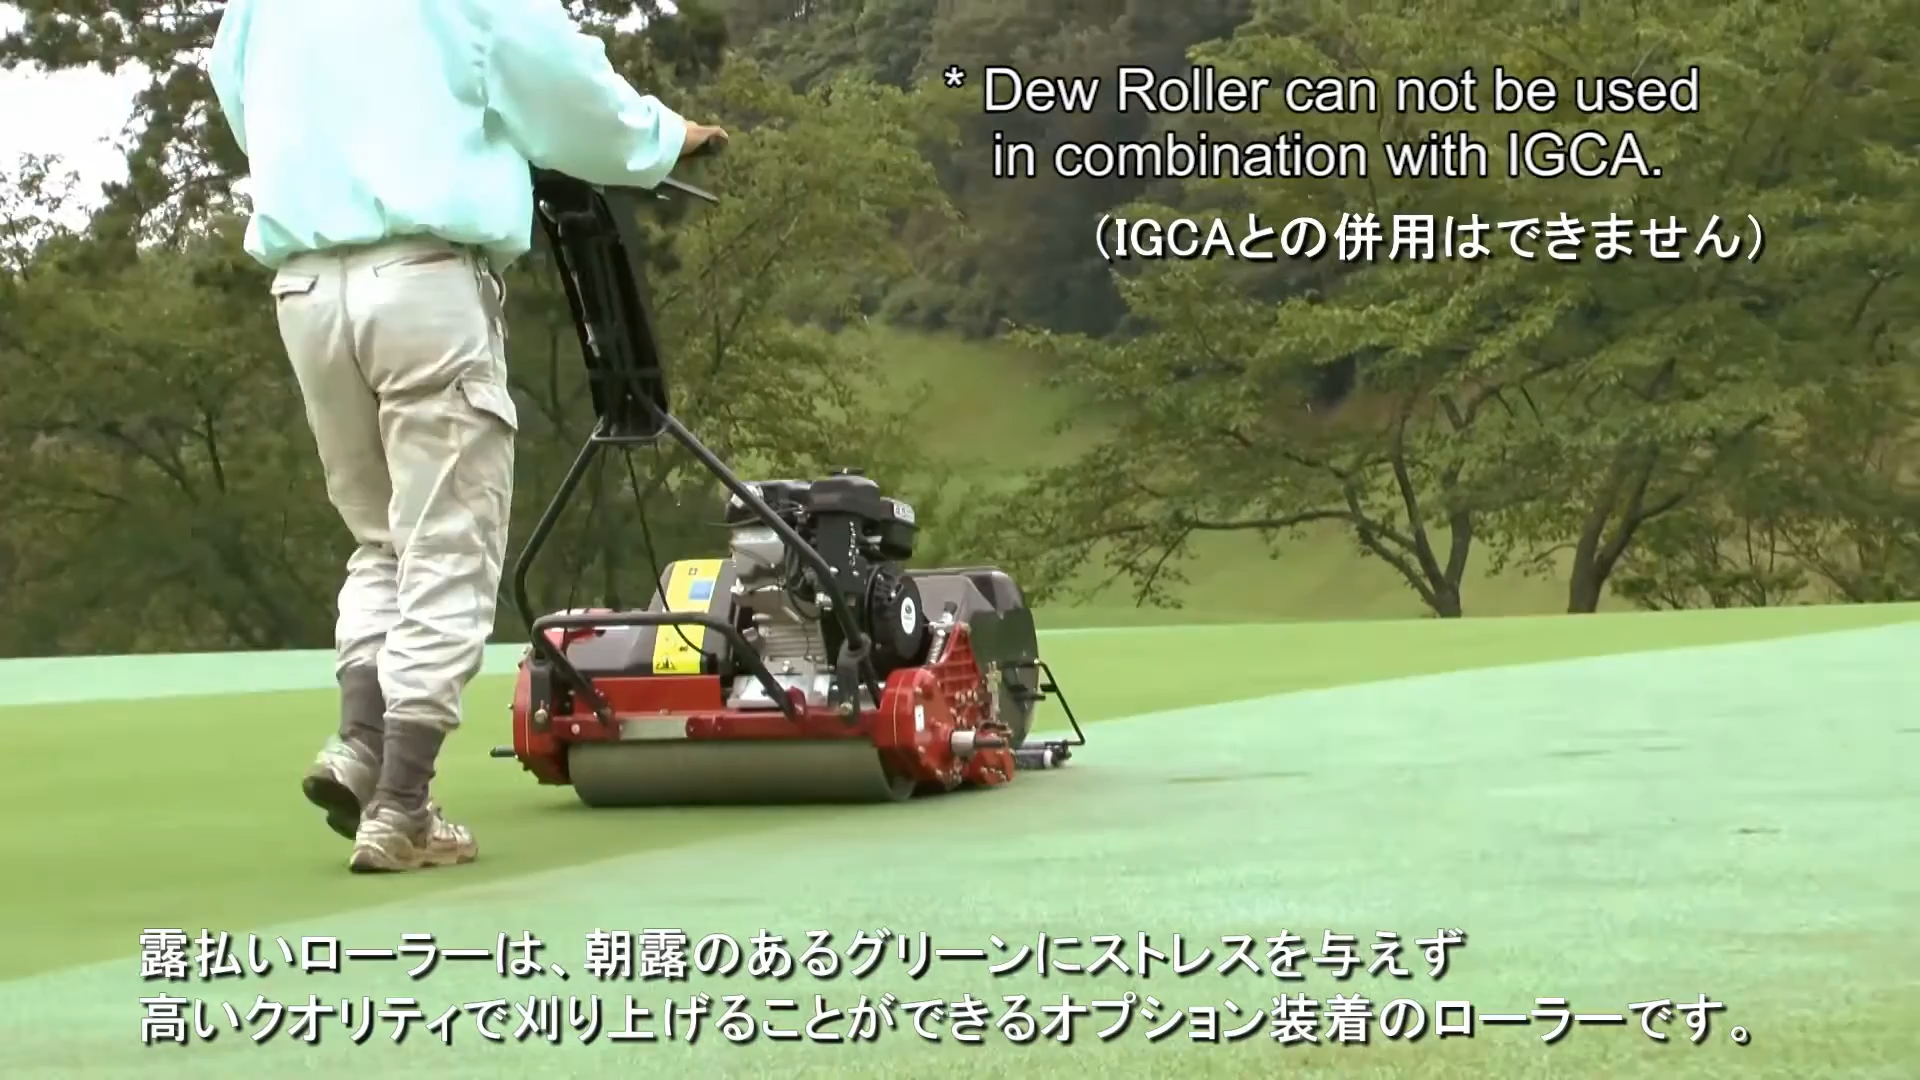 * Dew Roller can not be used
in combination with IGCA.
（IGCAとの併用はできません）
露払いローラーは、朝露のあるグリーンにストレスを与えず
高いクオリティで刈り上げることができるオプション装着のローラーです。